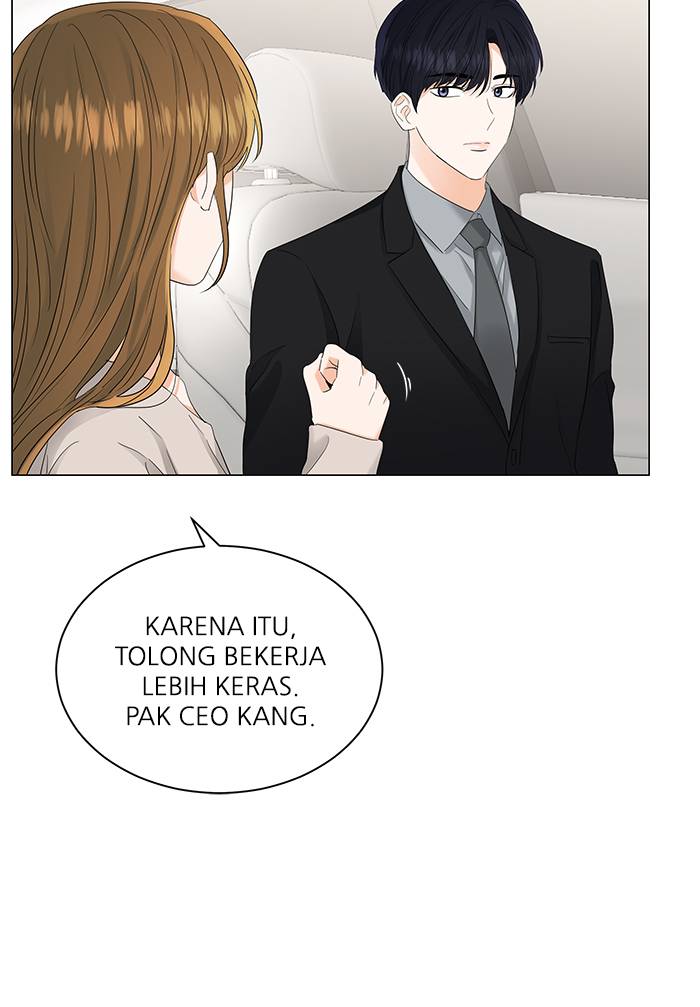 KARENA ITU,
TOLONG BEKERJA
LEBIH KERAS.
PAK CEO KANG.